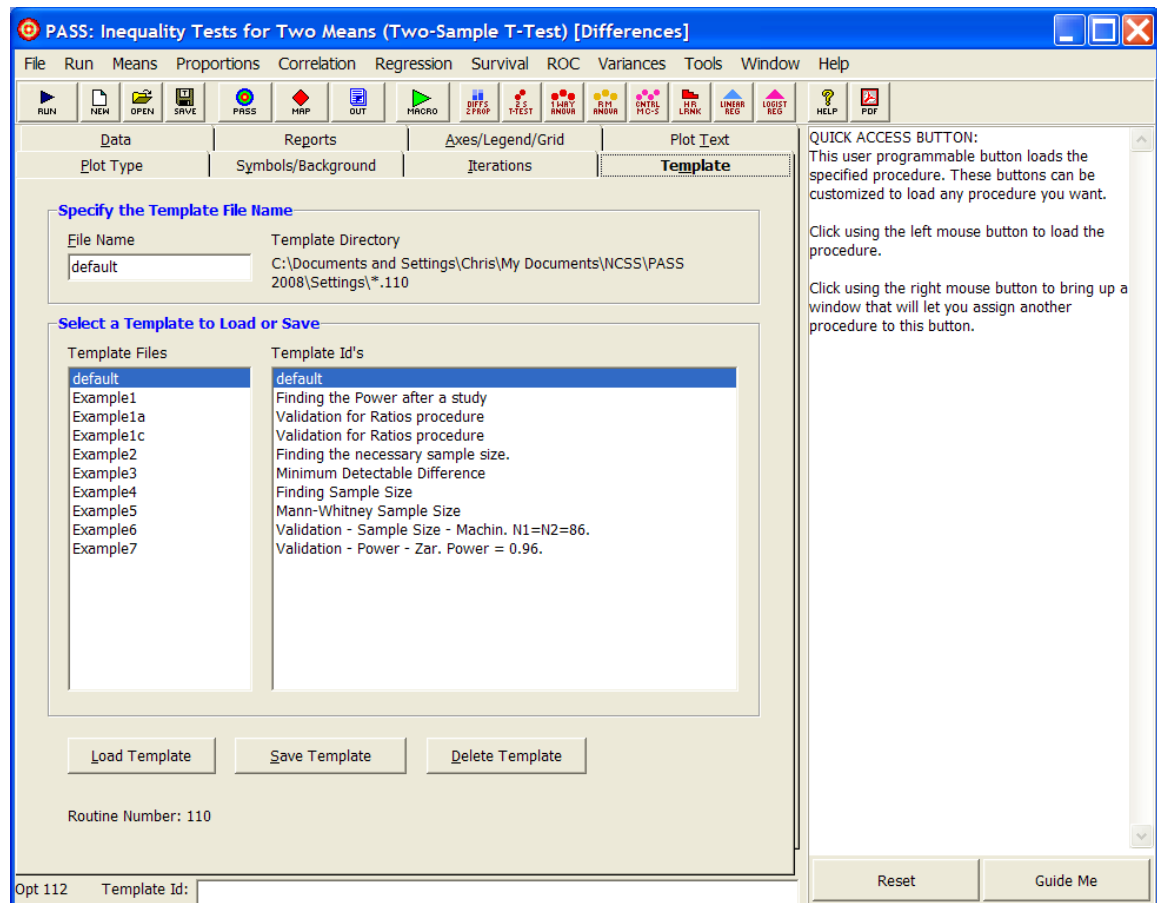 PASS: Inequality Tests for Two Means (Two-Sample T-Test) [Differences]
File Run Means Proportions Correlation Regression Survival ROC Variances Tools Window Help
RUN NEW OPEN SAVE PASS MAP OUT MACRO DIFFS 2 PROP 2 S T-TEST 1 WAY ANOVA RM ANOVA CNTRL MC-S HR LRNK LINEAR REG LOGIST REG HELP PDF
Data Reports Axes/Legend/Grid Plot Text
Plot Type Symbols/Background Iterations Template
Specify the Template File Name
File Name Template Directory
default C:\Documents and Settings\Chris\My Documents\NCSS\PASS
2008\Settings\*.110
Select a Template to Load or Save
Template Files Template Id's
default default
Example1 Finding the Power after a study
Example1a Validation for Ratios procedure
Example1c Validation for Ratios procedure
Example2 Finding the necessary sample size.
Example3 Minimum Detectable Difference
Example4 Finding Sample Size
Example5 Mann-Whitney Sample Size
Example6 Validation - Sample Size - Machin. N1=N2=86.
Example7 Validation - Power - Zar. Power = 0.96.
Load Template Save Template Delete Template
Routine Number: 110
Opt 112 Template Id:
QUICK ACCESS BUTTON:
This user programmable button loads the
specified procedure. These buttons can be
customized to load any procedure you want.
Click using the left mouse button to load the
procedure.
Click using the right mouse button to bring up a
window that will let you assign another
procedure to this button.
Reset Guide Me